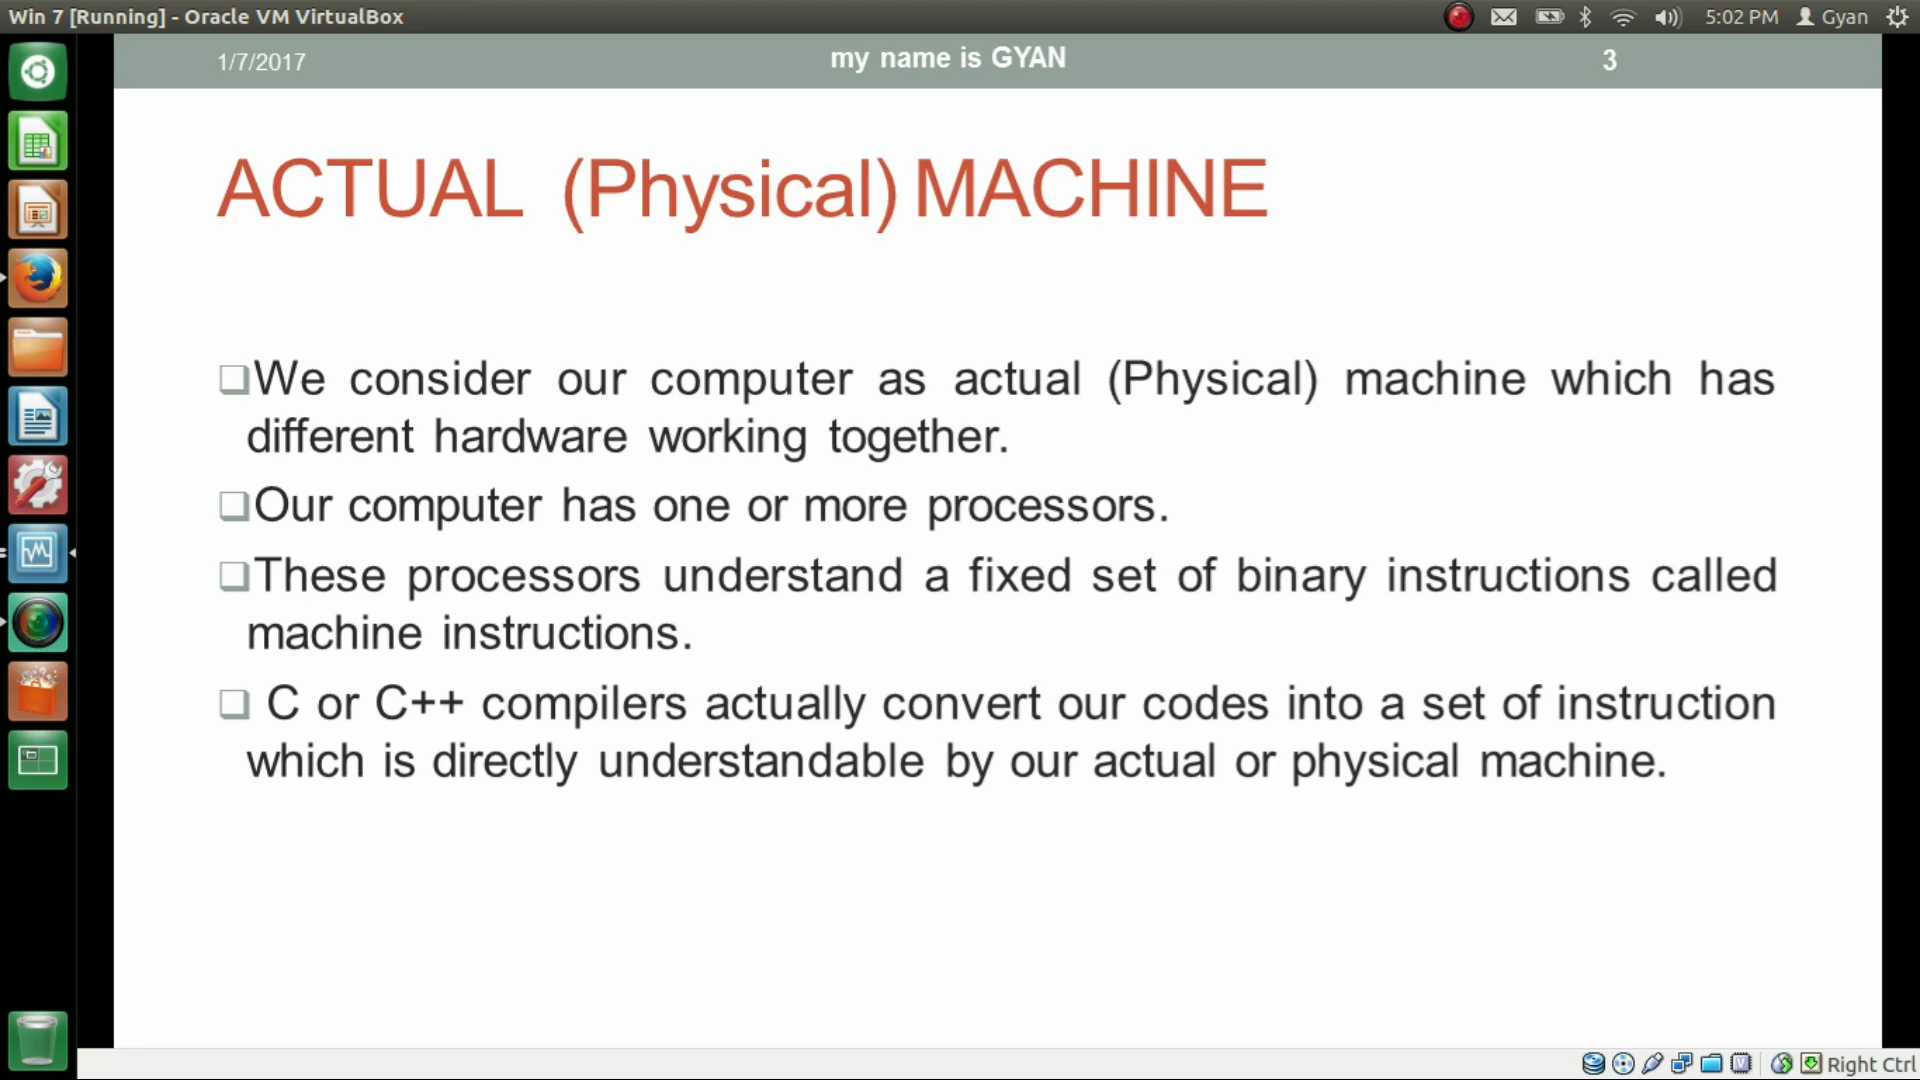 Win 7 [Running] - Oracle VM VirtualBox
5:02 PM Gyan
1/7/2017
my name is GYAN
3
ACTUAL (Physical) MACHINE
We consider our computer as actual (Physical) machine which has
different hardware working together.
Our computer has one or more processors.
These processors understand a fixed set of binary instructions called
machine instructions.
C or C++ compilers actually convert our codes into a set of instruction
which is directly understandable by our actual or physical machine.
Right Ctrl